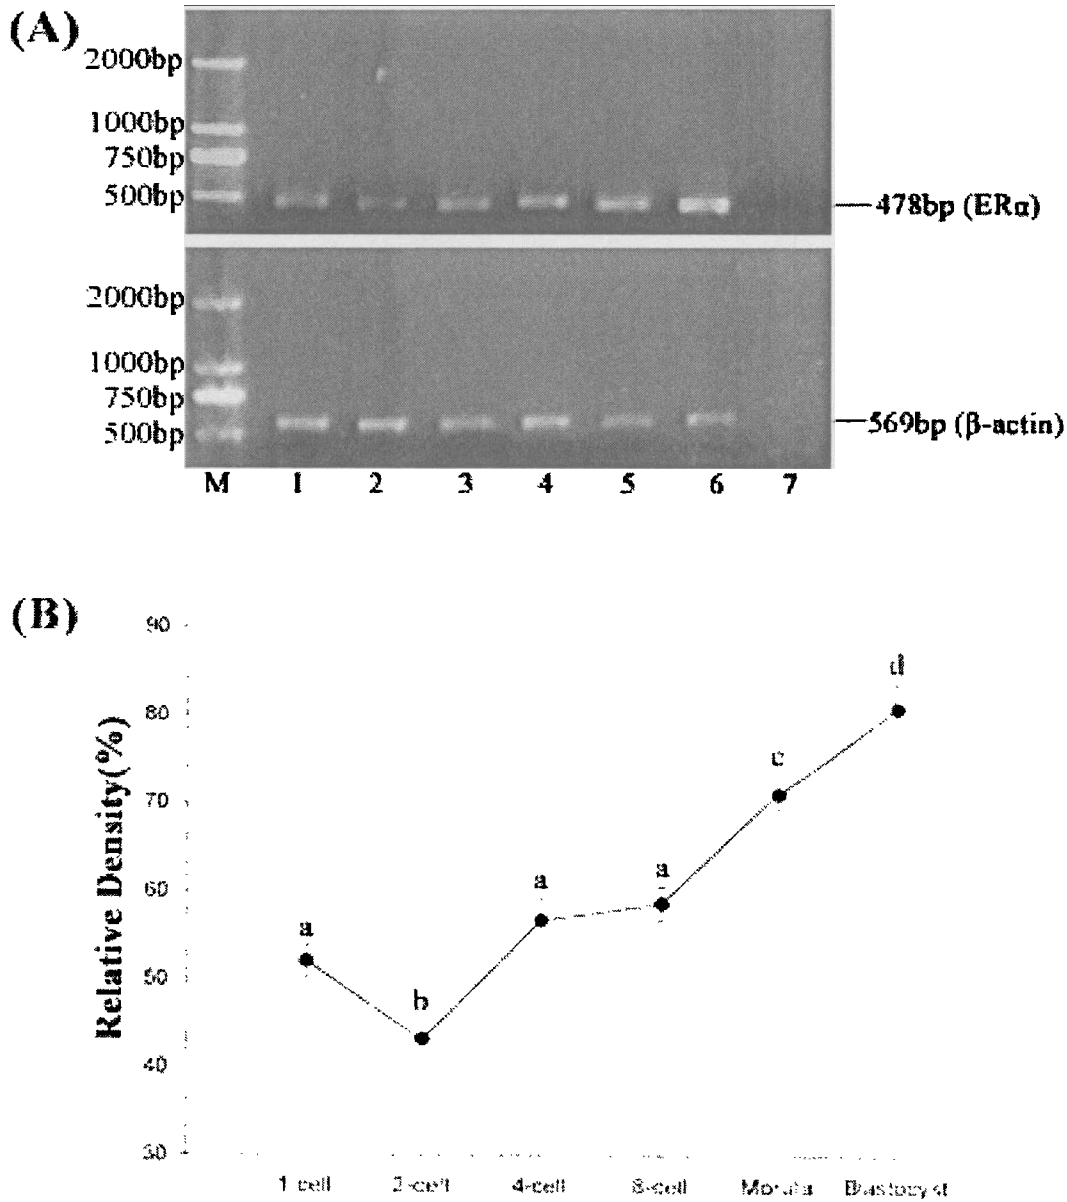 (A)
2000bp
1000bp
750bp
500bp
478bp (ERα)
2000bp
1000bp
750bp
500bp
569bp (β-actin)
M 1 2 3 4 5 6 7
(B)
Relative Density(%)
90
80
70
60
50
40
30
a
b
a
a
c
d
1-cell 2-cell 4-cell 8-cell Morula Blastocyst